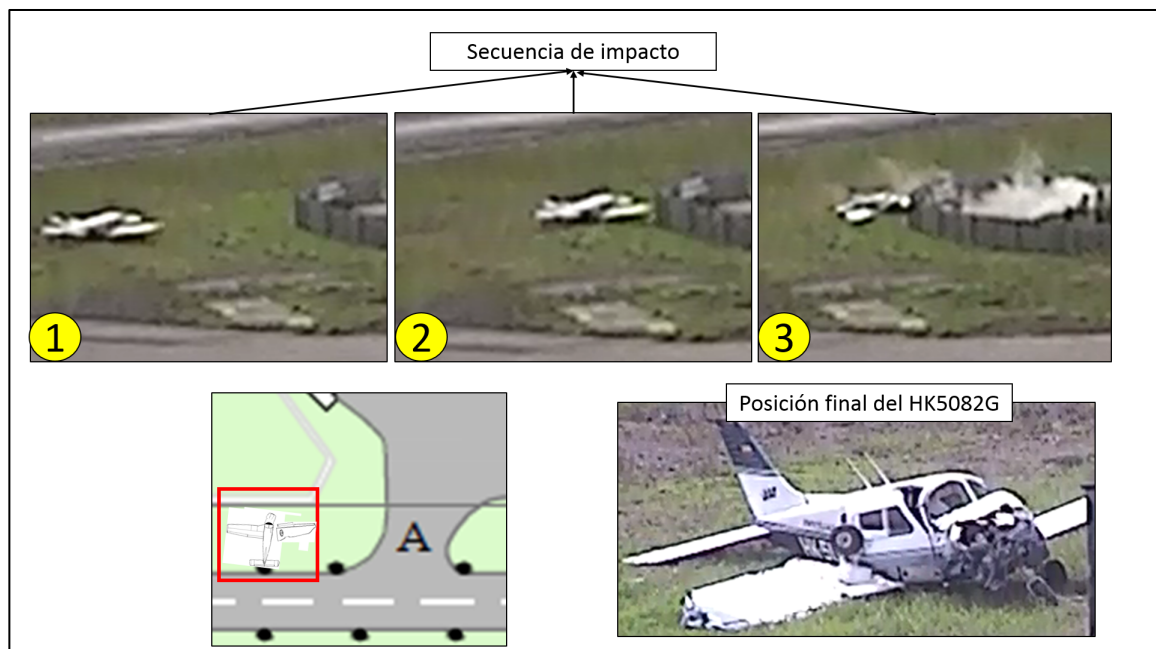 Secuencia de impacto
1
2
3
A
Posición final del HK5082G